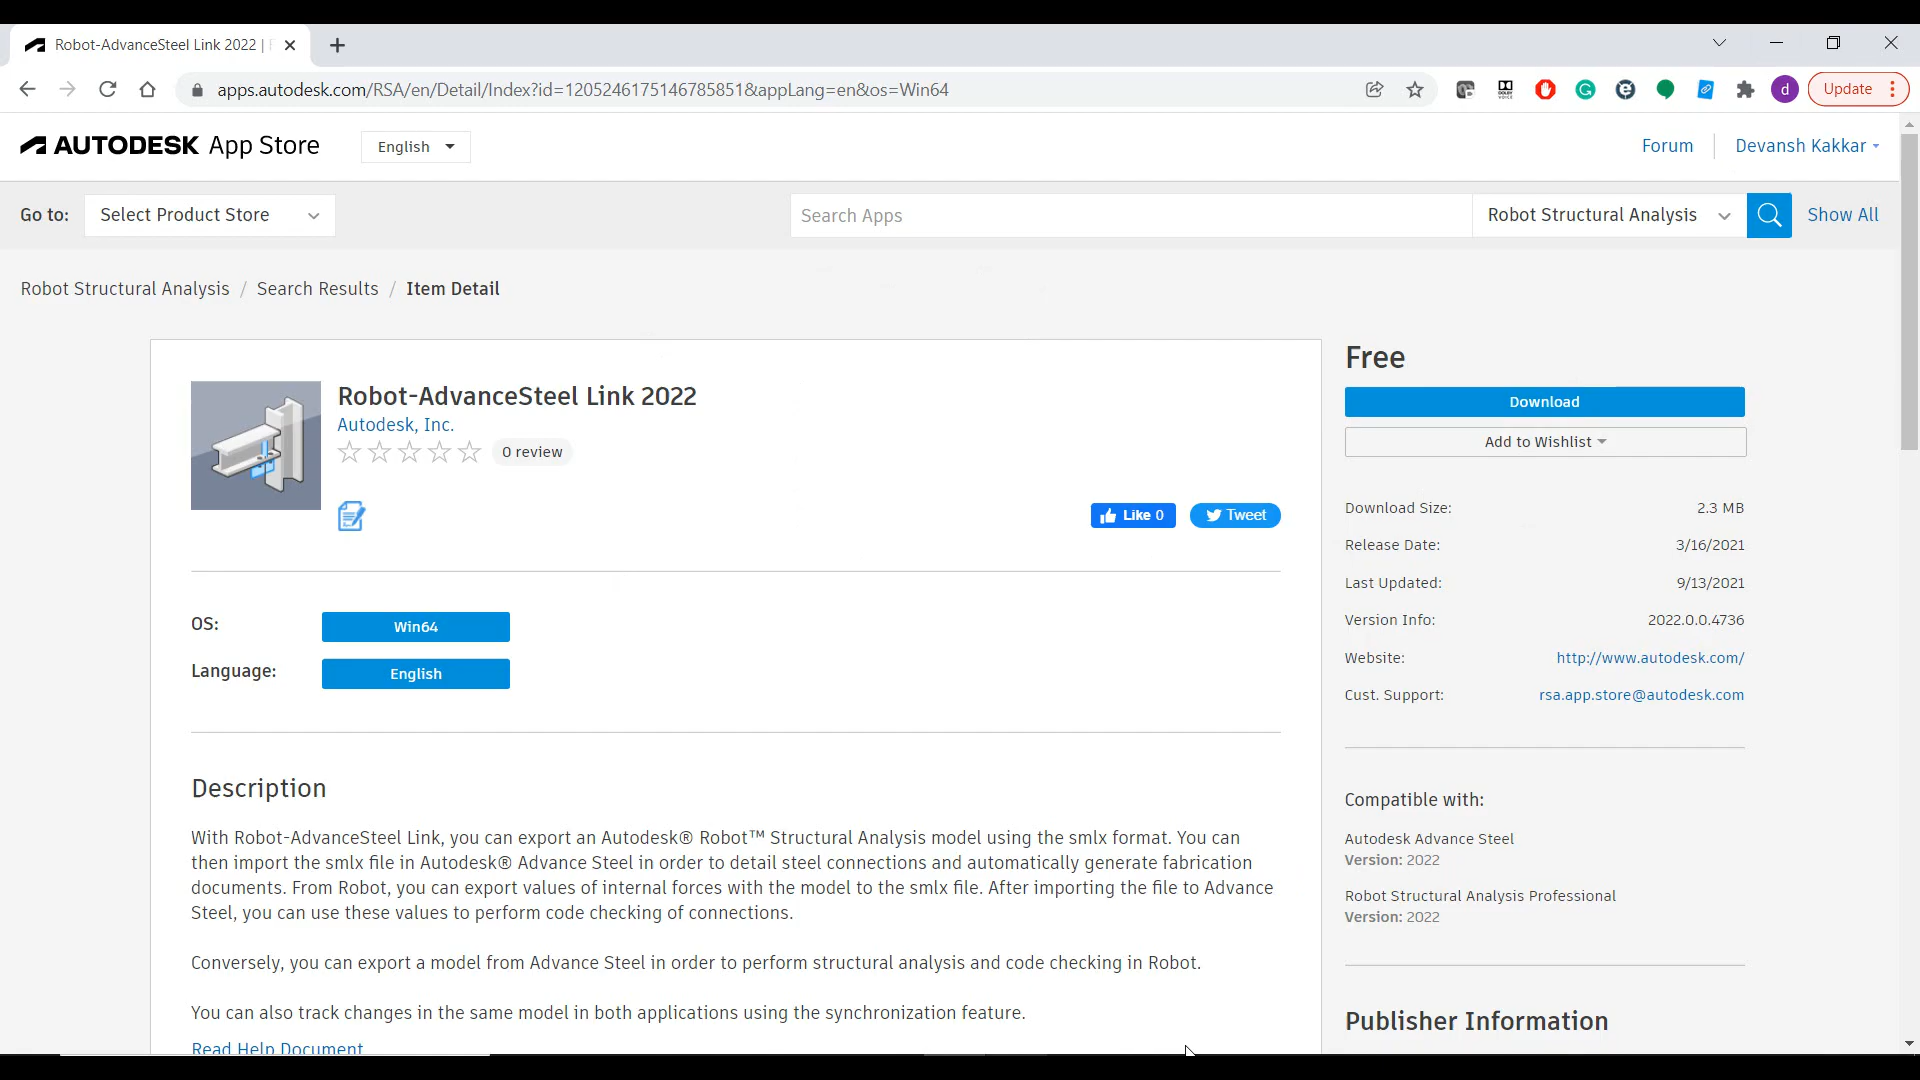 Robot-AdvanceSteel Link 2022 |
apps.autodesk.com/RSA/en/Detail/Index?id=1205246175146785851&appLang=en&os=Win64
d
Update
AUTODESK App Store
English
Forum
Devansh Kakkar
Go to:
Select Product Store
Search Apps
Robot Structural Analysis
Show All
Robot Structural Analysis / Search Results / Item Detail
Robot-AdvanceSteel Link 2022
Autodesk, Inc.
0 review
Like 0
Tweet
OS:
Win64
Language:
English
Description
With Robot-AdvanceSteel Link, you can export an Autodesk® Robot™ Structural Analysis model using the smlx format. You can
then import the smlx file in Autodesk® Advance Steel in order to detail steel connections and automatically generate fabrication
documents. From Robot, you can export values of internal forces with the model to the smlx file. After importing the file to Advance
Steel, you can use these values to perform code checking of connections.
Conversely, you can export a model from Advance Steel in order to perform structural analysis and code checking in Robot.
You can also track changes in the same model in both applications using the synchronization feature.
Read Help Document
Free
Download
Add to Wishlist
Download Size: 2.3 MB
Release Date: 3/16/2021
Last Updated: 9/13/2021
Version Info: 2022.0.0.4736
Website: http://www.autodesk.com/
Cust. Support: rsa.app.store@autodesk.com
Compatible with:
Autodesk Advance Steel
Version: 2022
Robot Structural Analysis Professional
Version: 2022
Publisher Information